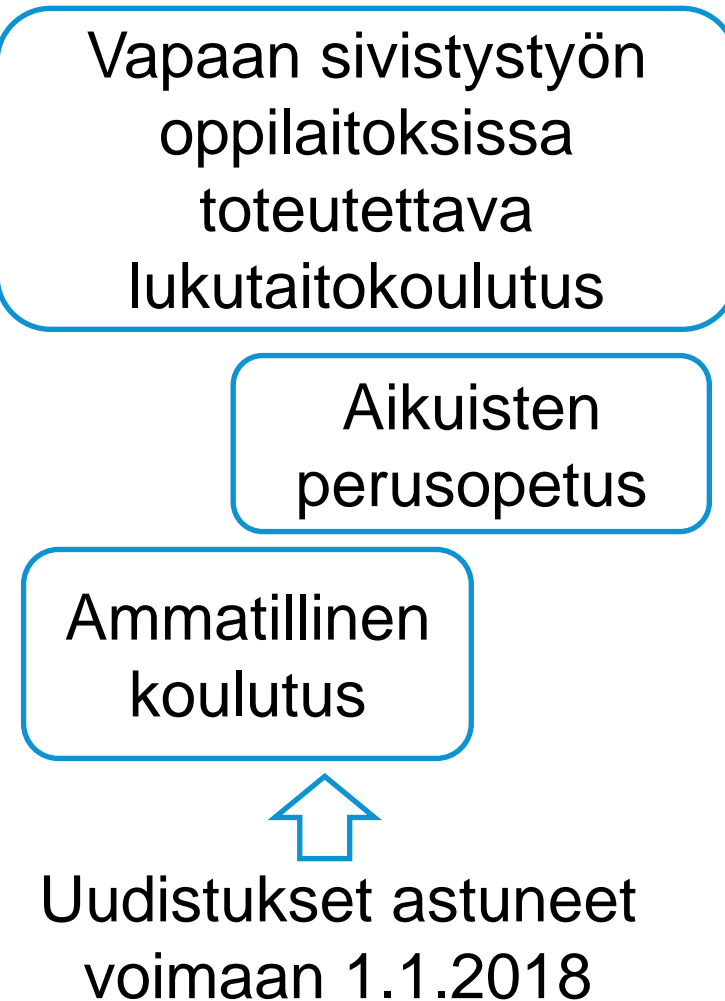 Vapaan sivistystyön
oppilaitoksissa
toteutettava
lukutaitokoulutus
Aikuisten
perusopetus
Ammatillinen
koulutus
Uudistukset astuneet
voimaan 1.1.2018